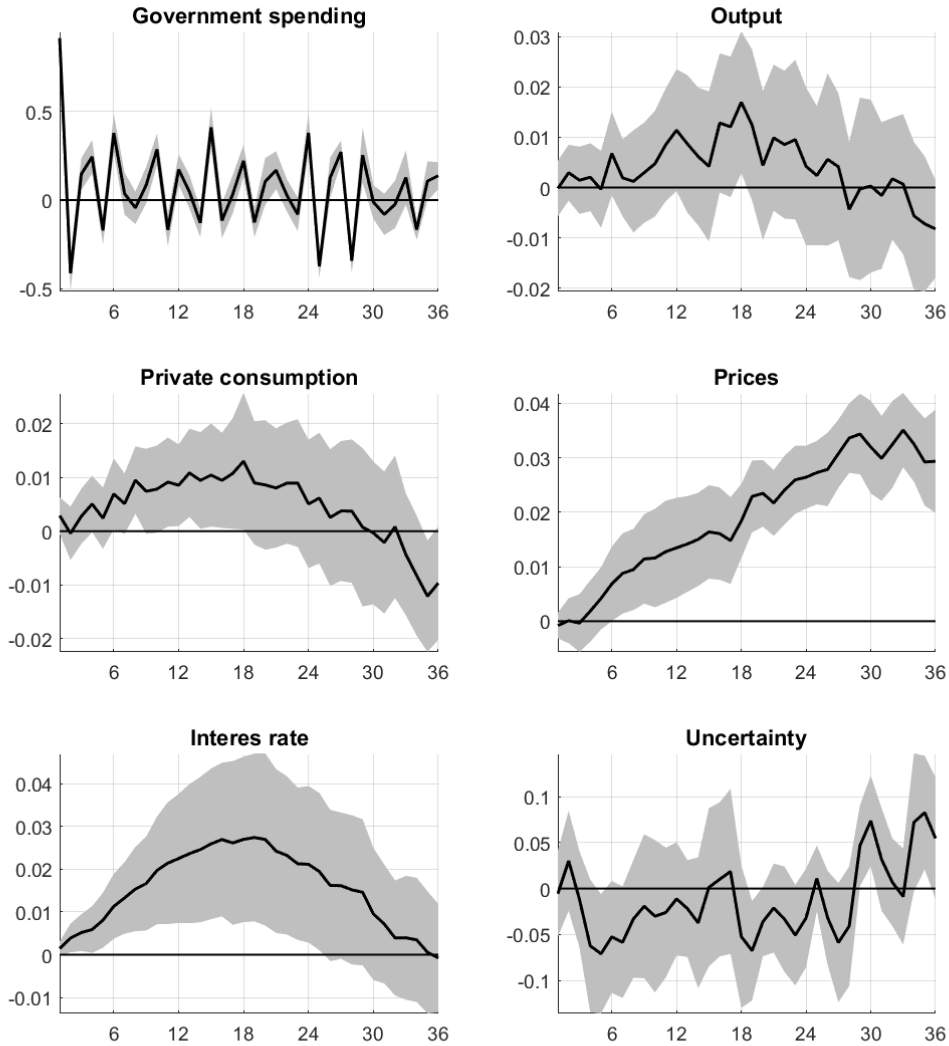 Government spending
0.5
0
-0.5
6 12 18 24 30 36
Output
0.03
0.02
0.01
0
-0.01
-0.02
6 12 18 24 30 36
Private consumption
0.02
0.01
0
-0.01
-0.02
6 12 18 24 30 36
Prices
0.04
0.03
0.02
0.01
0
6 12 18 24 30 36
Interes rate
0.04
0.03
0.02
0.01
0
-0.01
6 12 18 24 30 36
Uncertainty
0.1
0.05
0
-0.05
-0.1
6 12 18 24 30 36